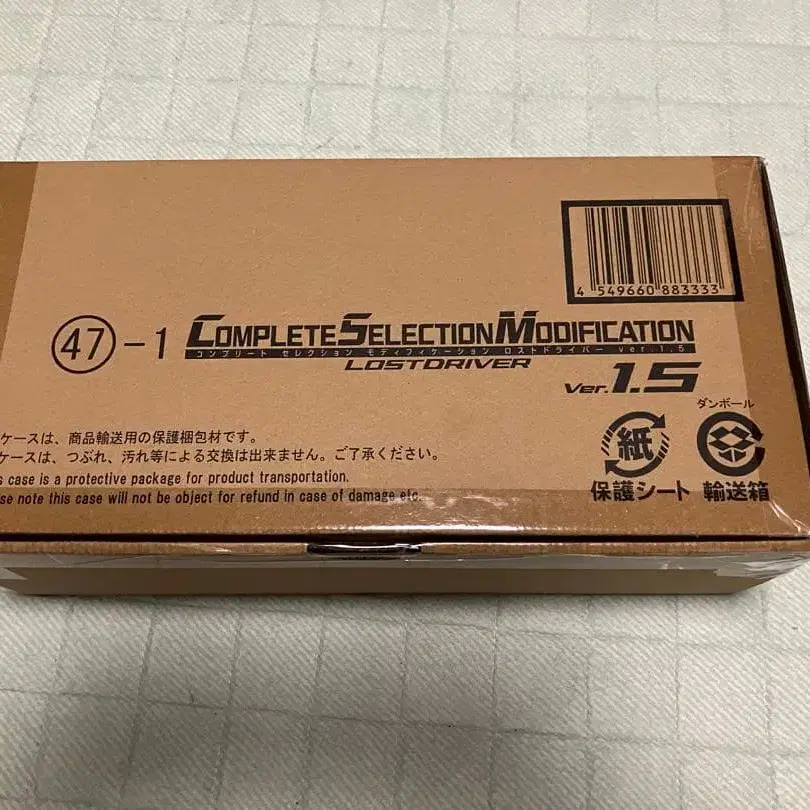 4 549660 883333
47-1 COMPLETE SELECTION MODIFICATION
コンプリート セレクション モディフィケーション ロストドライバー ver.1.5
LOSTDRIVER
Ver.1.5
ダンボール
紙
保護シート 輸送箱
ケースは、商品輸送用の保護梱包材です。
ケースは、つぶれ、汚れ等による交換は出来ません。ご了承ください。
case is a protective package for product transportation.
note this case will not be object for refund in case of damage etc.